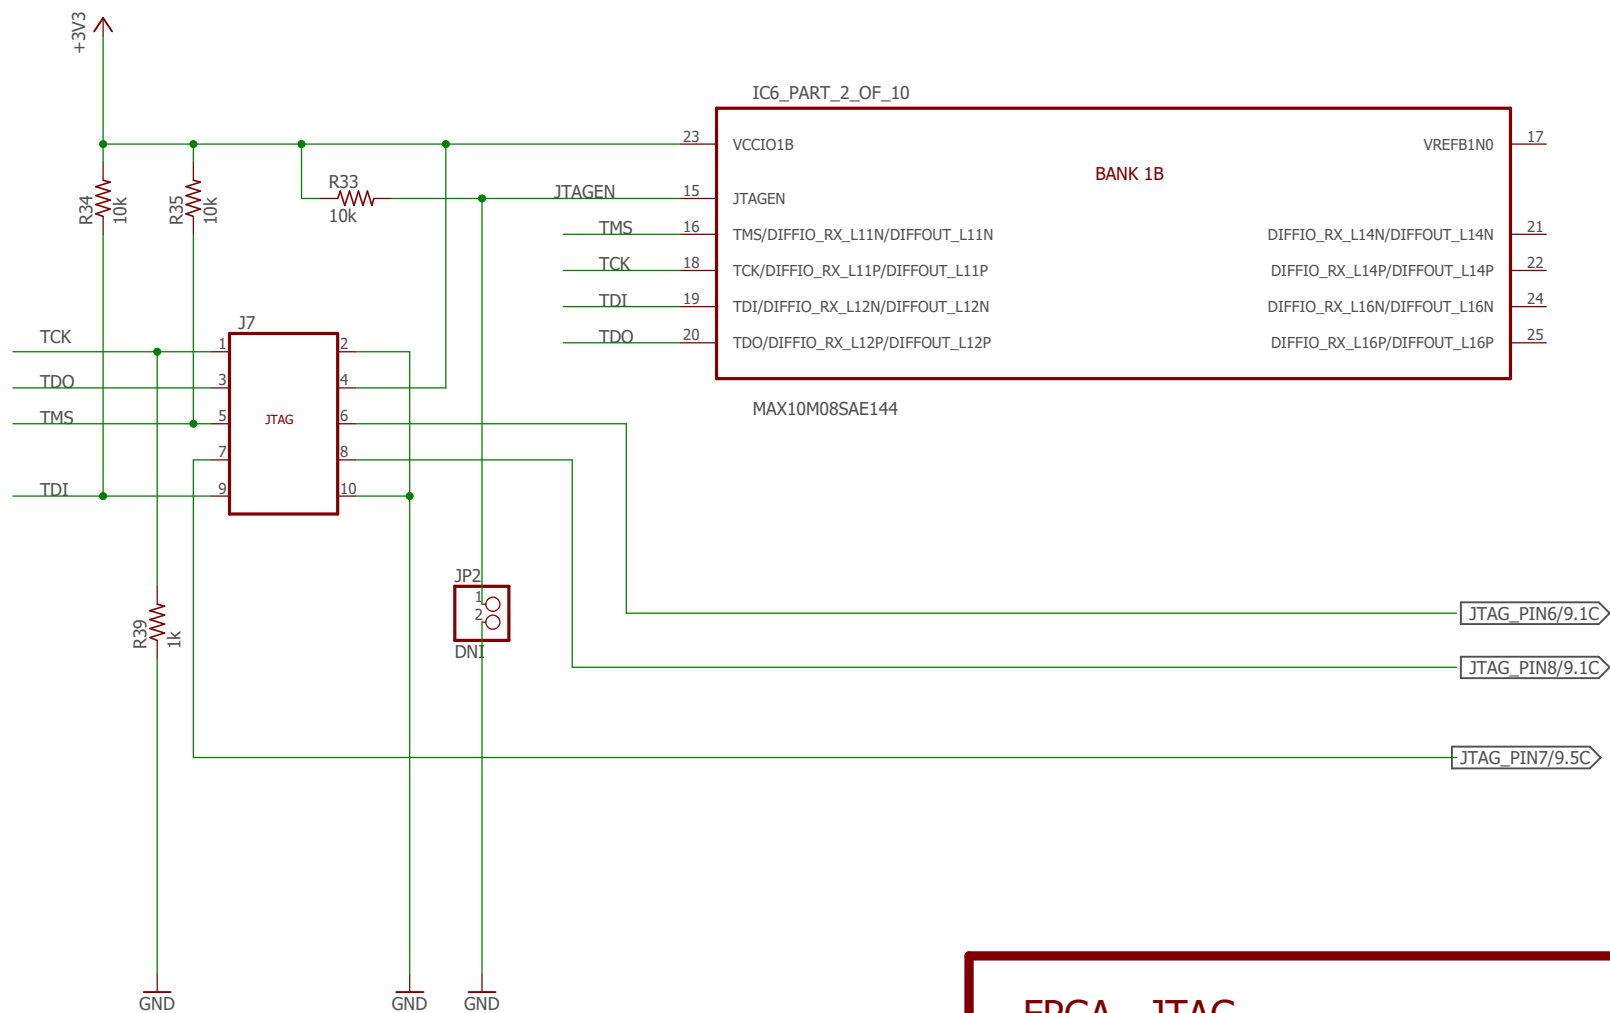 +3V3
IC6_PART_2_OF_10
23 VCCIO1B VREFB1N0 17
BANK 1B
R34 10k
R35 10k
R33
10k
JTAGEN 15 JTAGEN
TMS 16 TMS/DIFFIO_RX_L11N/DIFFOUT_L11N DIFFIO_RX_L14N/DIFFOUT_L14N 21
TCK 18 TCK/DIFFIO_RX_L11P/DIFFOUT_L11P DIFFIO_RX_L14P/DIFFOUT_L14P 22
TDI 19 TDI/DIFFIO_RX_L12N/DIFFOUT_L12N DIFFIO_RX_L16N/DIFFOUT_L16N 24
TDO 20 TDO/DIFFIO_RX_L12P/DIFFOUT_L12P DIFFIO_RX_L16P/DIFFOUT_L16P 25
MAX10M08SAE144
J7
TCK 1 2
TDO 3 4
TMS 5 JTAG 6
7 8
TDI 9 10
JP2
1
2
DNI
R39 1k
JTAG_PIN6/9.1C
JTAG_PIN8/9.1C
JTAG_PIN7/9.5C
GND GND GND
FPGA - JTAG